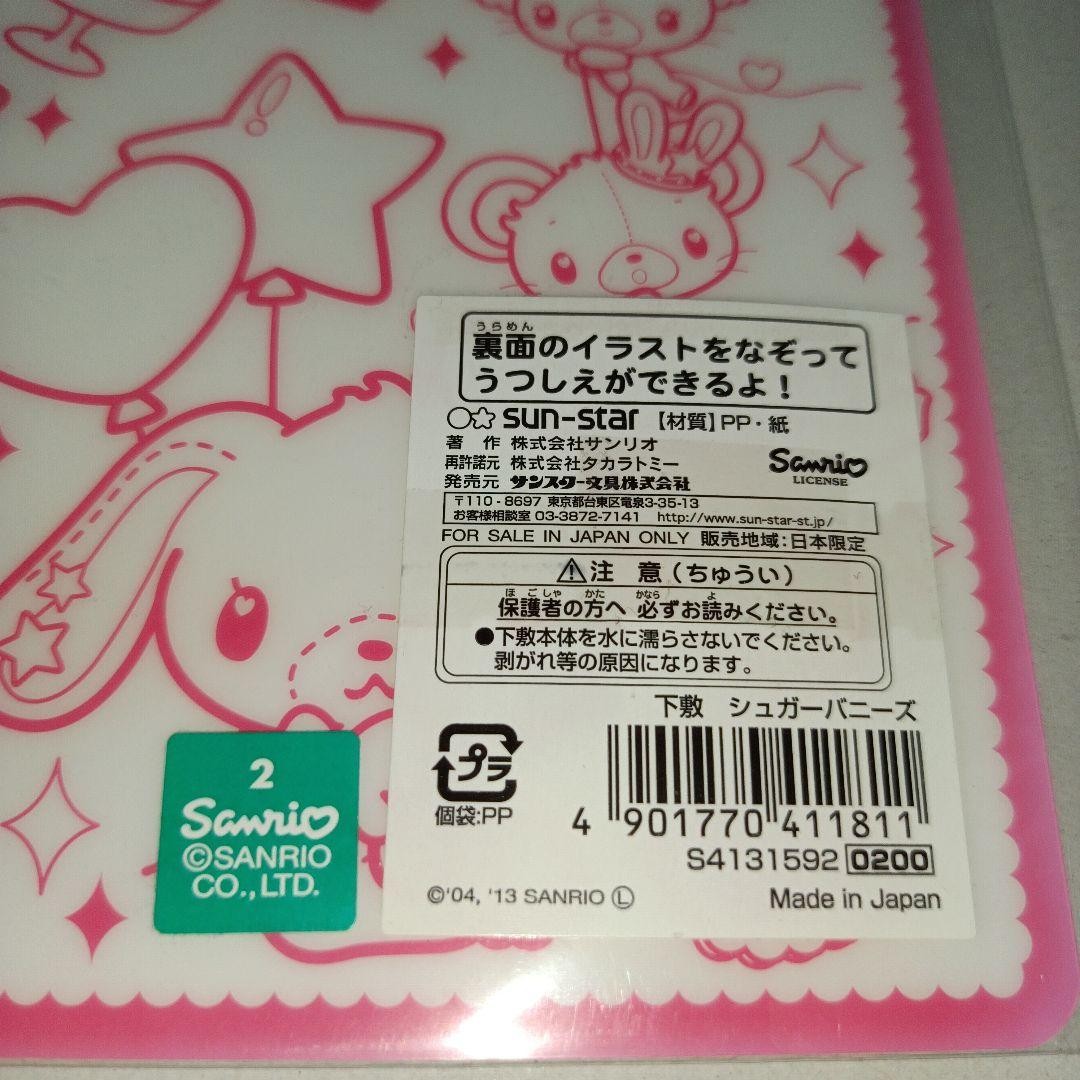 うらめん
裏面のイラストをなぞって
うつしえができるよ!
sun-star 【材質】PP・紙
著 作 株式会社サンリオ
再許諾元 株式会社タカラトミー
発売元 サンスター文具株式会社
Sanrio
LICENSE
〒110-8697 東京都台東区竜泉3-35-13
お客様相談室 03-3872-7141 http://www.sun-star-st.jp/
FOR SALE IN JAPAN ONLY 販売地域:日本限定
⚠注 意(ちゅうい)
ほごしゃ かた かなら よ
保護者の方へ 必ずお読みください。
●下敷本体を水に濡らさないでください。
剥がれ等の原因になります。
下敷 シュガーバニーズ
プラ
個袋:PP
4 901770 411811
S4131592 0200
©'04, '13 SANRIO Ⓛ
Made in Japan
2
Sanrio
©SANRIO
CO.,LTD.